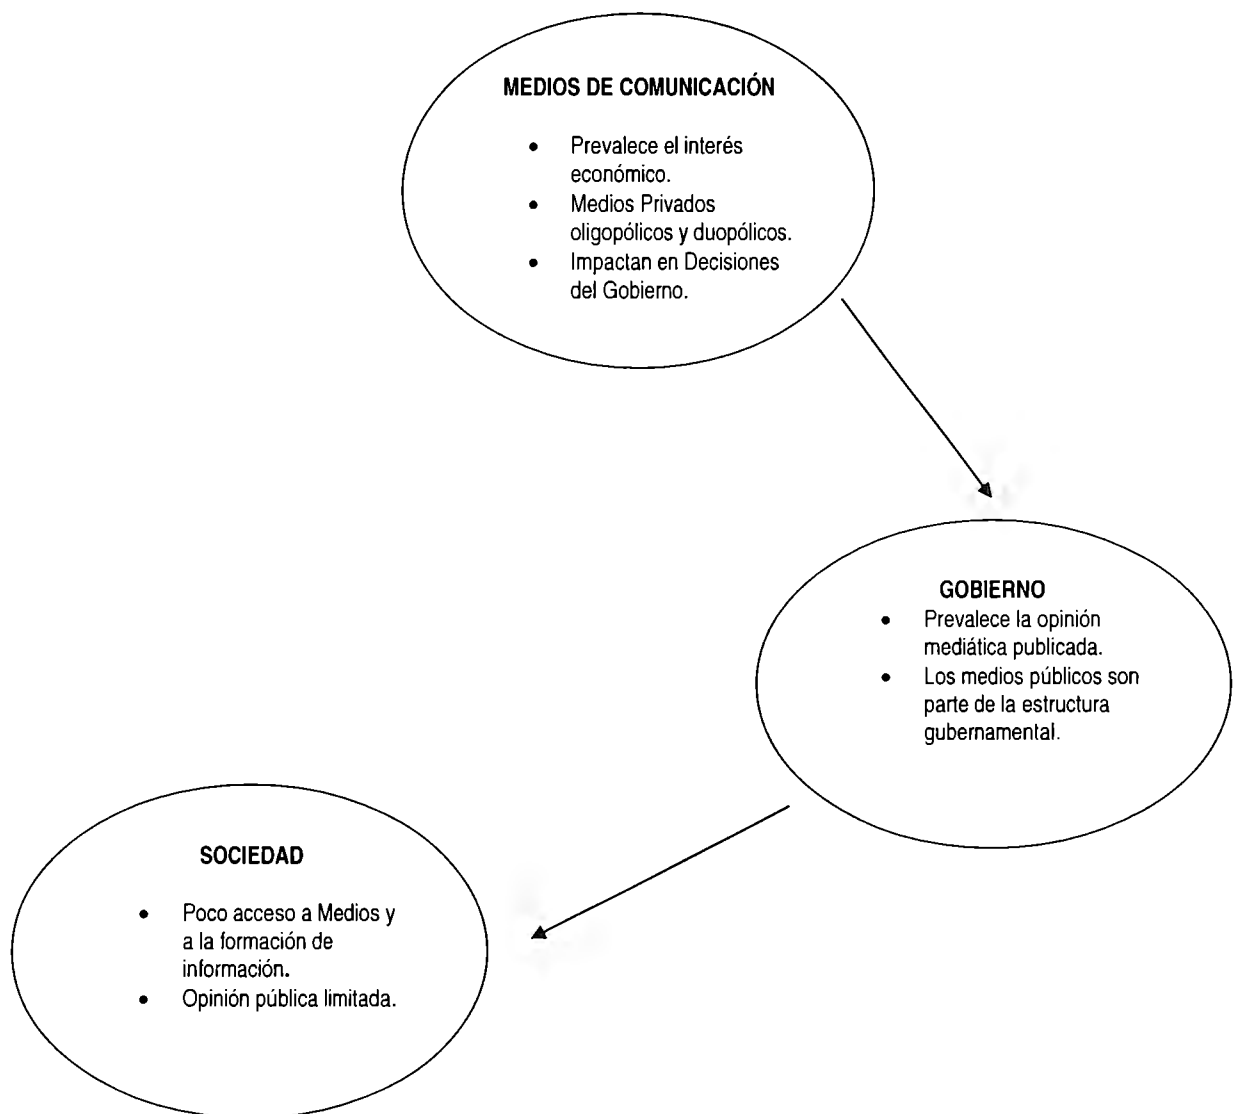 MEDIOS DE COMUNICACIÓN
• Prevalece el interés
económico.
• Medios Privados
oligopólicos y duopólicos.
• Impactan en Decisiones
del Gobierno.
GOBIERNO
• Prevalece la opinión
mediática publicada.
• Los medios públicos son
parte de la estructura
gubernamental.
SOCIEDAD
• Poco acceso a Medios y
a la formación de
información.
• Opinión pública limitada.